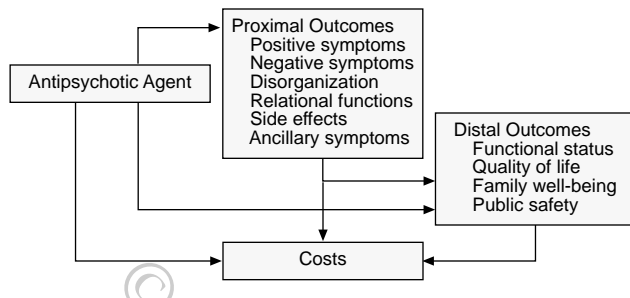 Proximal Outcomes
Positive symptoms
Negative symptoms
Disorganization
Relational functions
Side effects
Ancillary symptoms
Antipsychotic Agent
Distal Outcomes
Functional status
Quality of life
Family well-being
Public safety
Costs